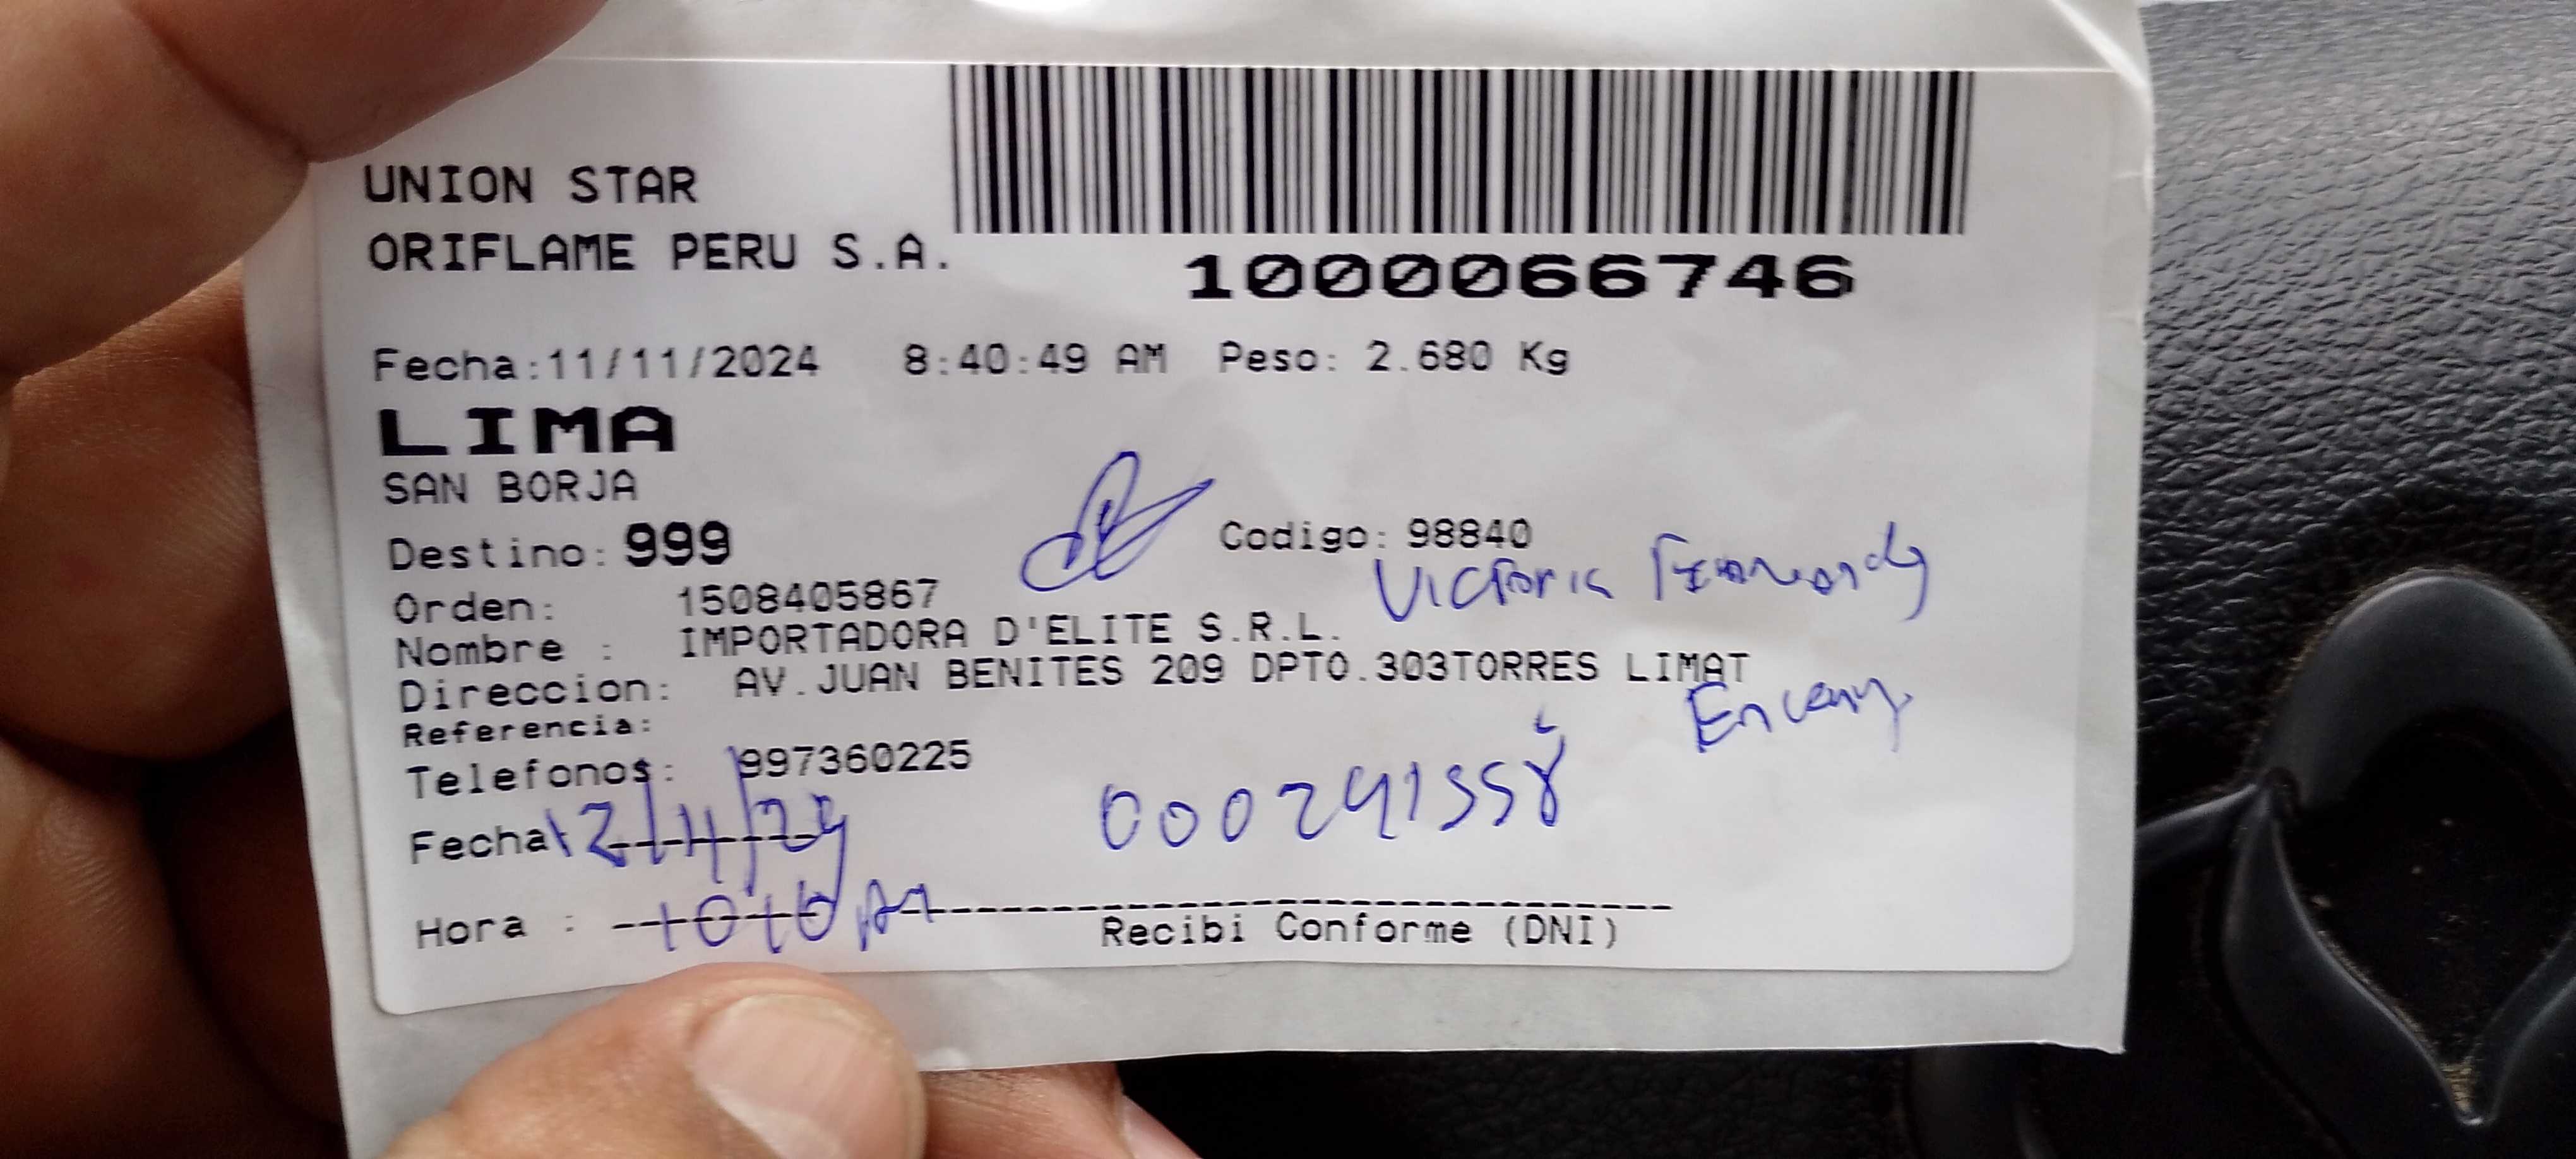 UNION STAR
ORIFLAME PERU S.A.
1000066746
Fecha:11/11/2024 8:40:49 AM Peso: 2.680 Kg
LIMA
SAN BORJA
Destino: 999 Codigo: 98840
Orden: 1508405867
Victoria
Nombre : IMPORTADORA D'ELITE S.R.L.
Direccion: AV.JUAN BENITES 209 DPTO.303TORRES LIMAT
Referencia:
Telefonos: 997360225
Fecha: 12/11/24
Hora : 1010 AM
Recibi Conforme (DNI)